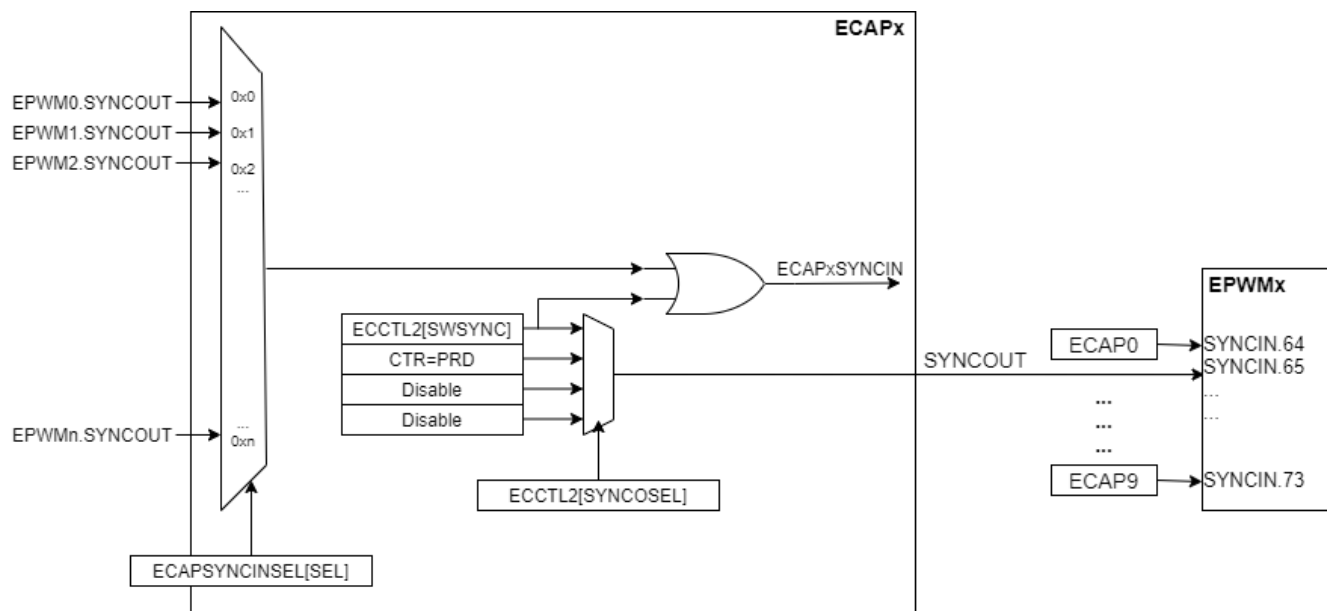 ECAPx
EPWM0.SYNCOUT
0x0
EPWM1.SYNCOUT
0x1
EPWM2.SYNCOUT
0x2
...
ECAPxSYNCIN
EPWMx
ECCTL2[SWSYNC]
CTR=PRD
Disable
Disable
SYNCOUT
ECAP0
SYNCIN.64
SYNCIN.65
...
...
...
...
...
EPWMn.SYNCOUT
...
0xn
ECAP9
SYNCIN.73
ECCTL2[SYNCOSEL]
ECAPSYNCINSEL[SEL]